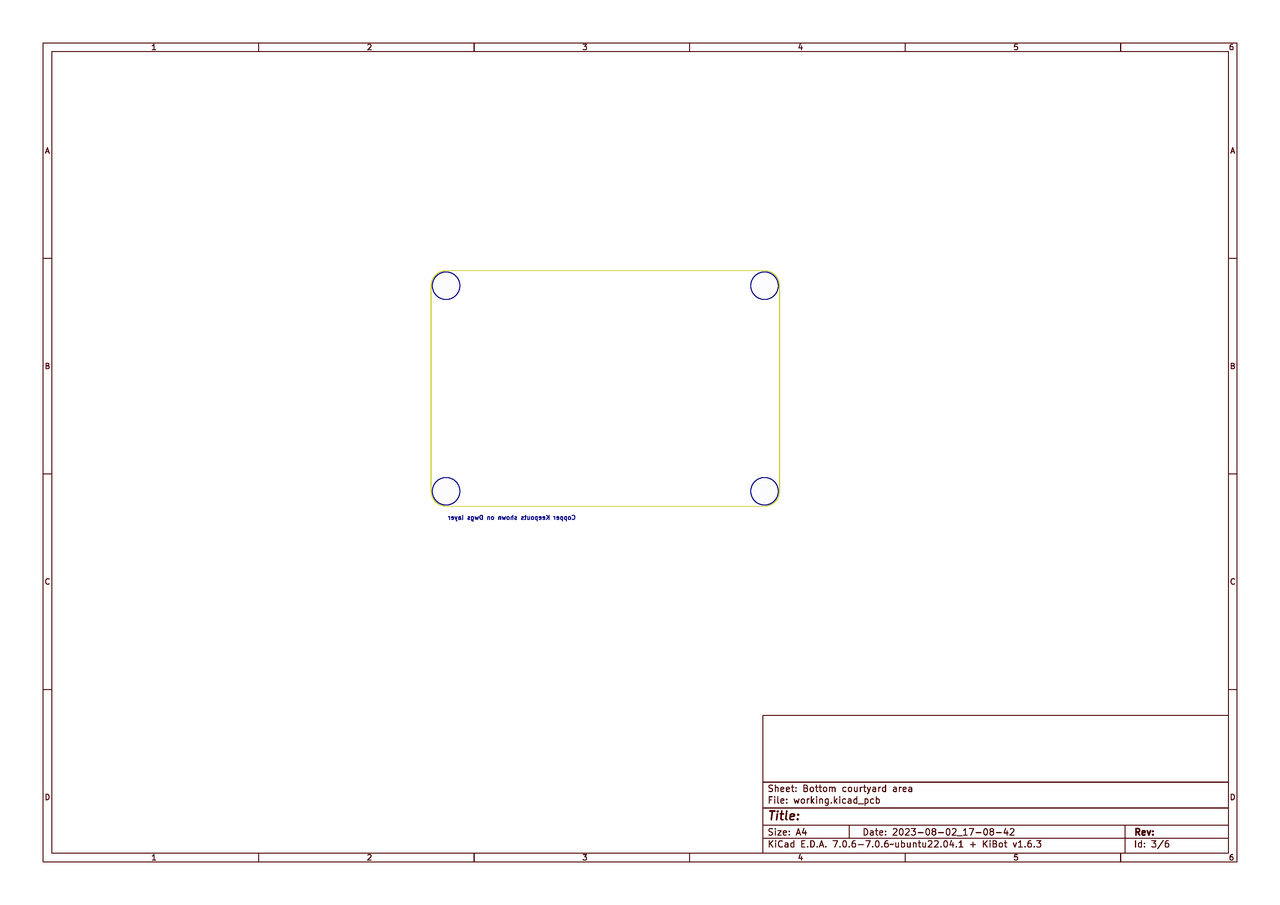 1 2 3 4 5 6
A A
B B
Copper Keepouts shown on Dwgs layer
C C
Sheet: Bottom courtyard area
File: working.kicad_pcb
D D
Title:
Size: A4 Date: 2023-08-02_17-08-42 Rev:
KiCad E.D.A. 7.0.6-7.0.6~ubuntu22.04.1 + KiBot v1.6.3 Id: 3/6
1 2 3 4 5 6